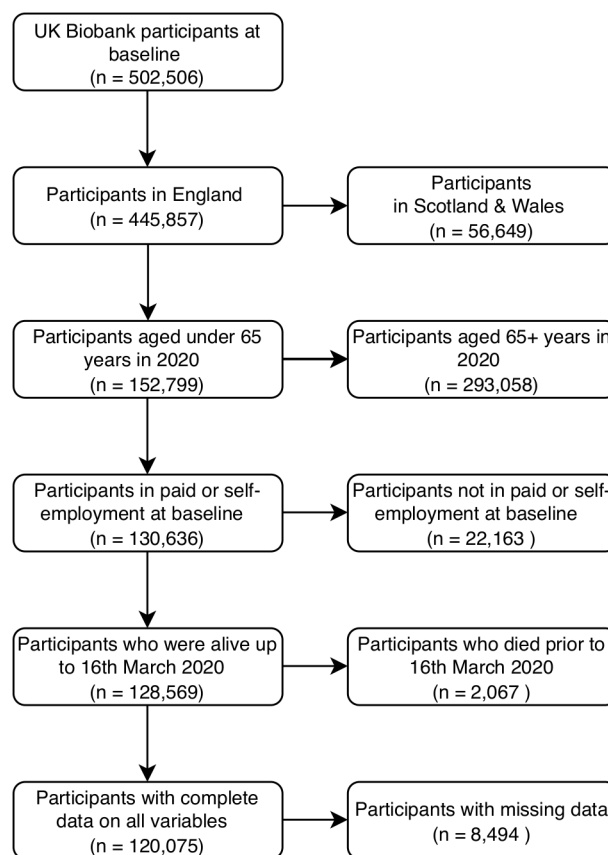 UK Biobank participants at
baseline
(n = 502,506)
Participants in England
(n = 445,857)
Participants
in Scotland & Wales
(n = 56,649)
Participants aged under 65
years in 2020
(n = 152,799)
Participants aged 65+ years in
2020
(n = 293,058)
Participants in paid or self-
employment at baseline
(n = 130,636)
Participants not in paid or self-
employment at baseline
(n = 22,163 )
Participants who were alive up
to 16th March 2020
(n = 128,569)
Participants who died prior to
16th March 2020
(n = 2,067 )
Participants with complete
data on all variables
(n = 120,075)
Participants with missing data
(n = 8,494 )